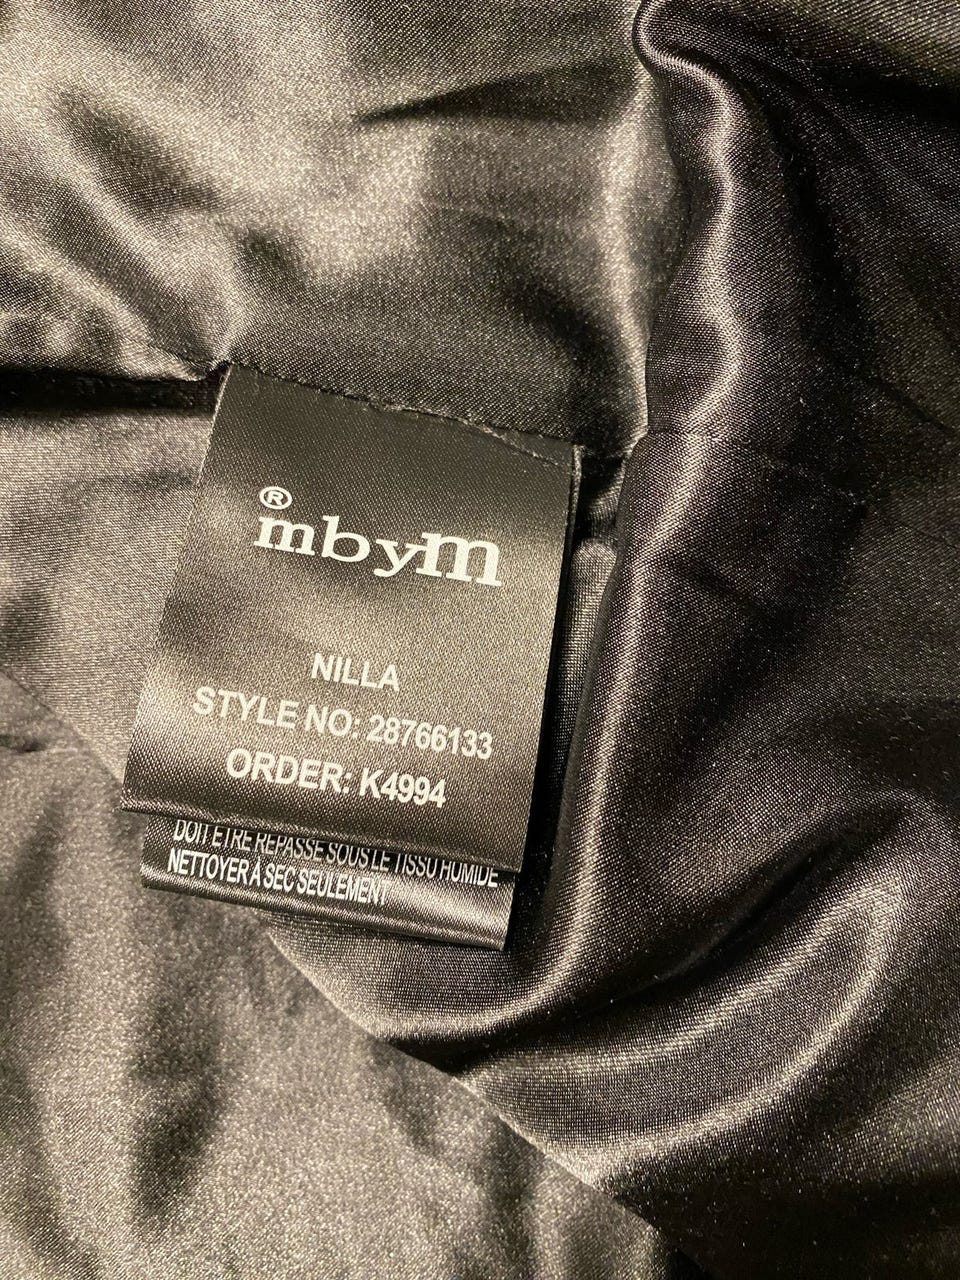 ®
mbyM
NILLA
STYLE NO: 28766133
ORDER: K4994
DOIT ETRE REPASSE SOUS LE TISSU HUMIDE
NETTOYER À SEC SEULEMENT